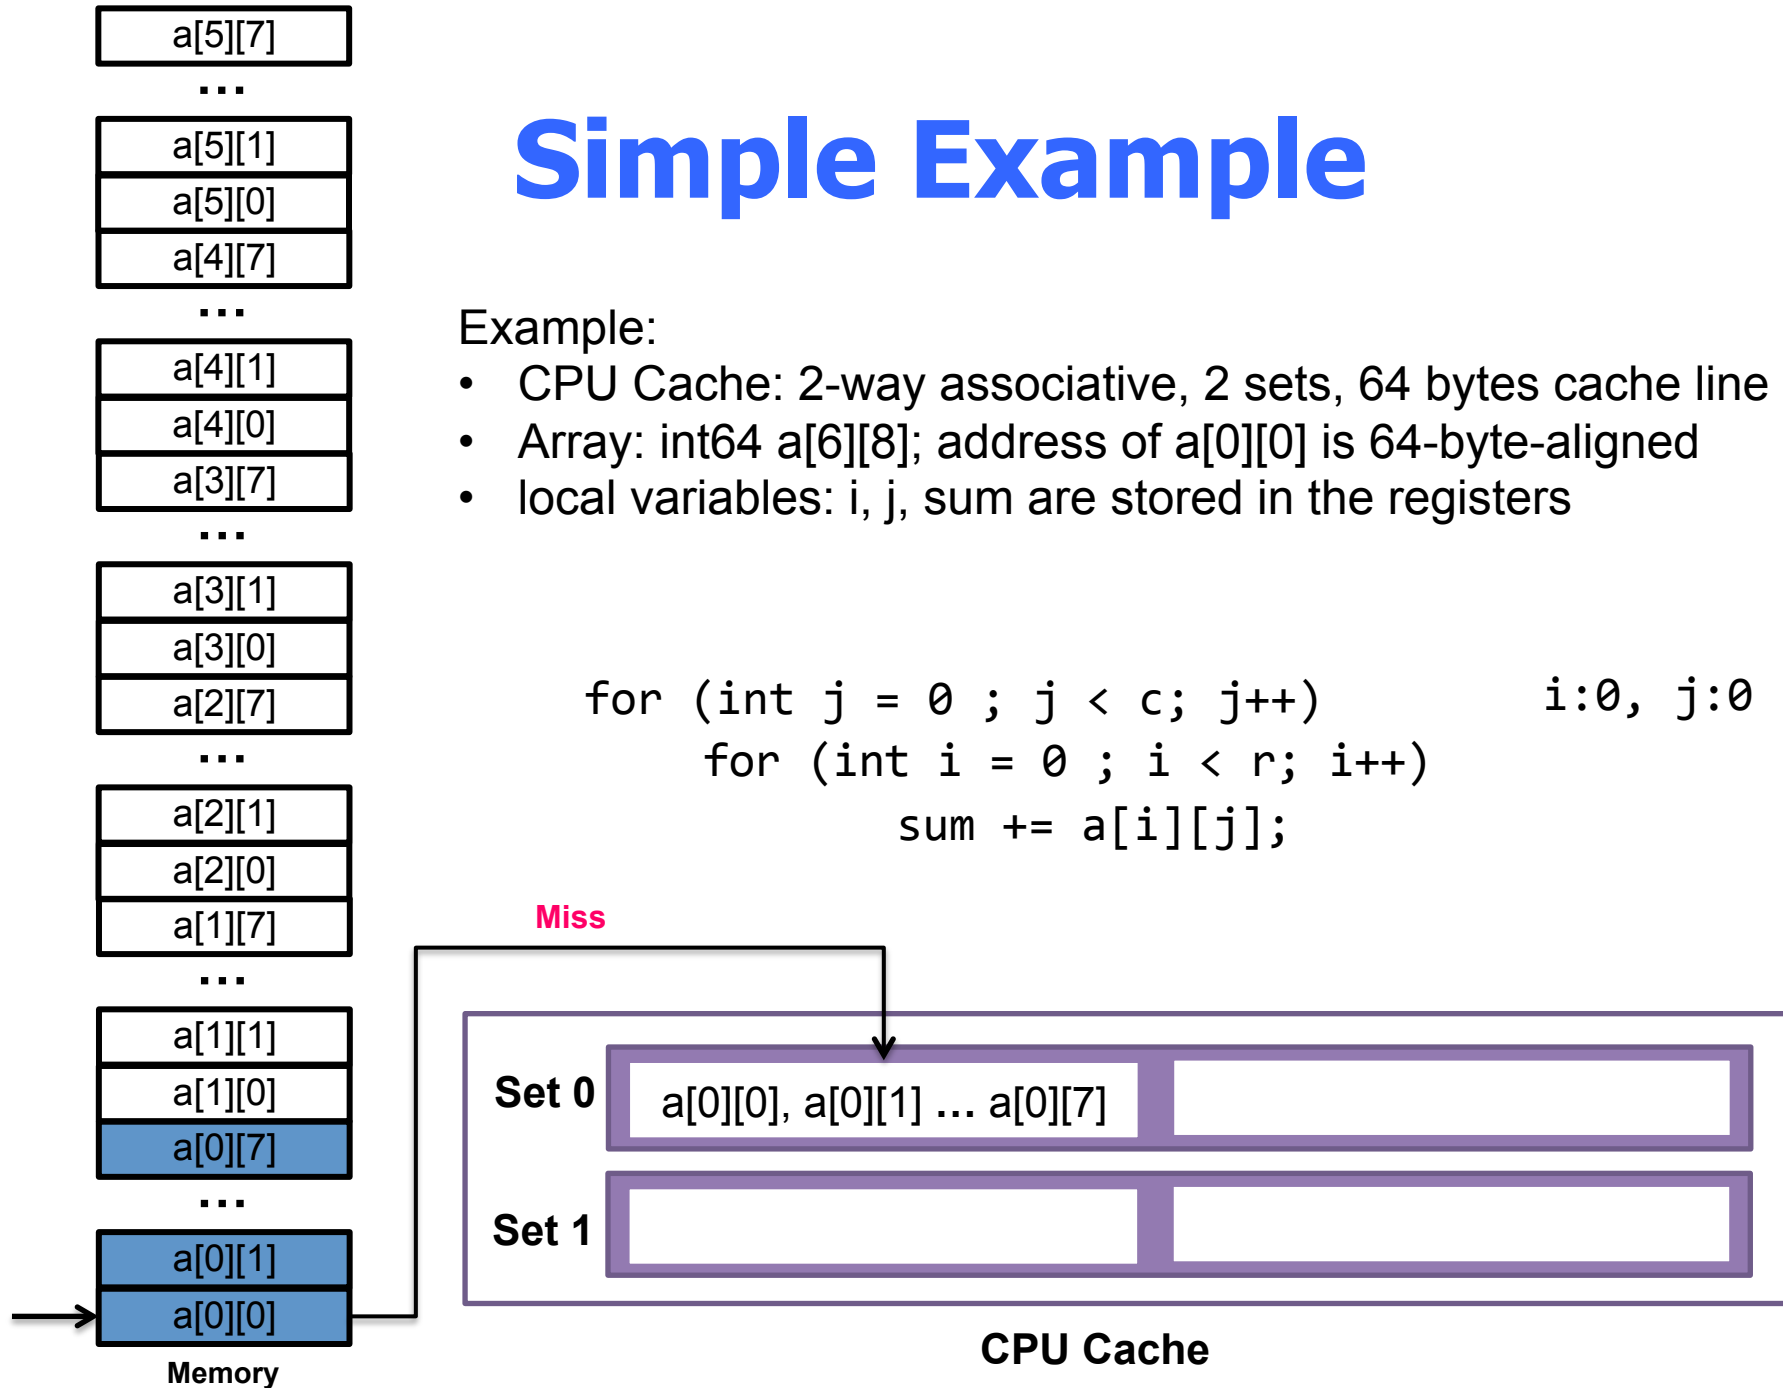 a[5][7]
...
a[5][1]
a[5][0]
a[4][7]
...
a[4][1]
a[4][0]
a[3][7]
...
a[3][1]
a[3][0]
a[2][7]
...
a[2][1]
a[2][0]
a[1][7]
...
a[1][1]
a[1][0]
a[0][7]
...
a[0][1]
a[0][0]
Memory
Simple Example
Example:
• CPU Cache: 2-way associative, 2 sets, 64 bytes cache line
• Array: int64 a[6][8]; address of a[0][0] is 64-byte-aligned
• local variables: i, j, sum are stored in the registers
for (int j = 0 ; j < c; j++)
i:0, j:0
for (int i = 0 ; i < r; i++)
sum += a[i][j];
Miss
Set 0
a[0][0], a[0][1] ... a[0][7]
Set 1
CPU Cache